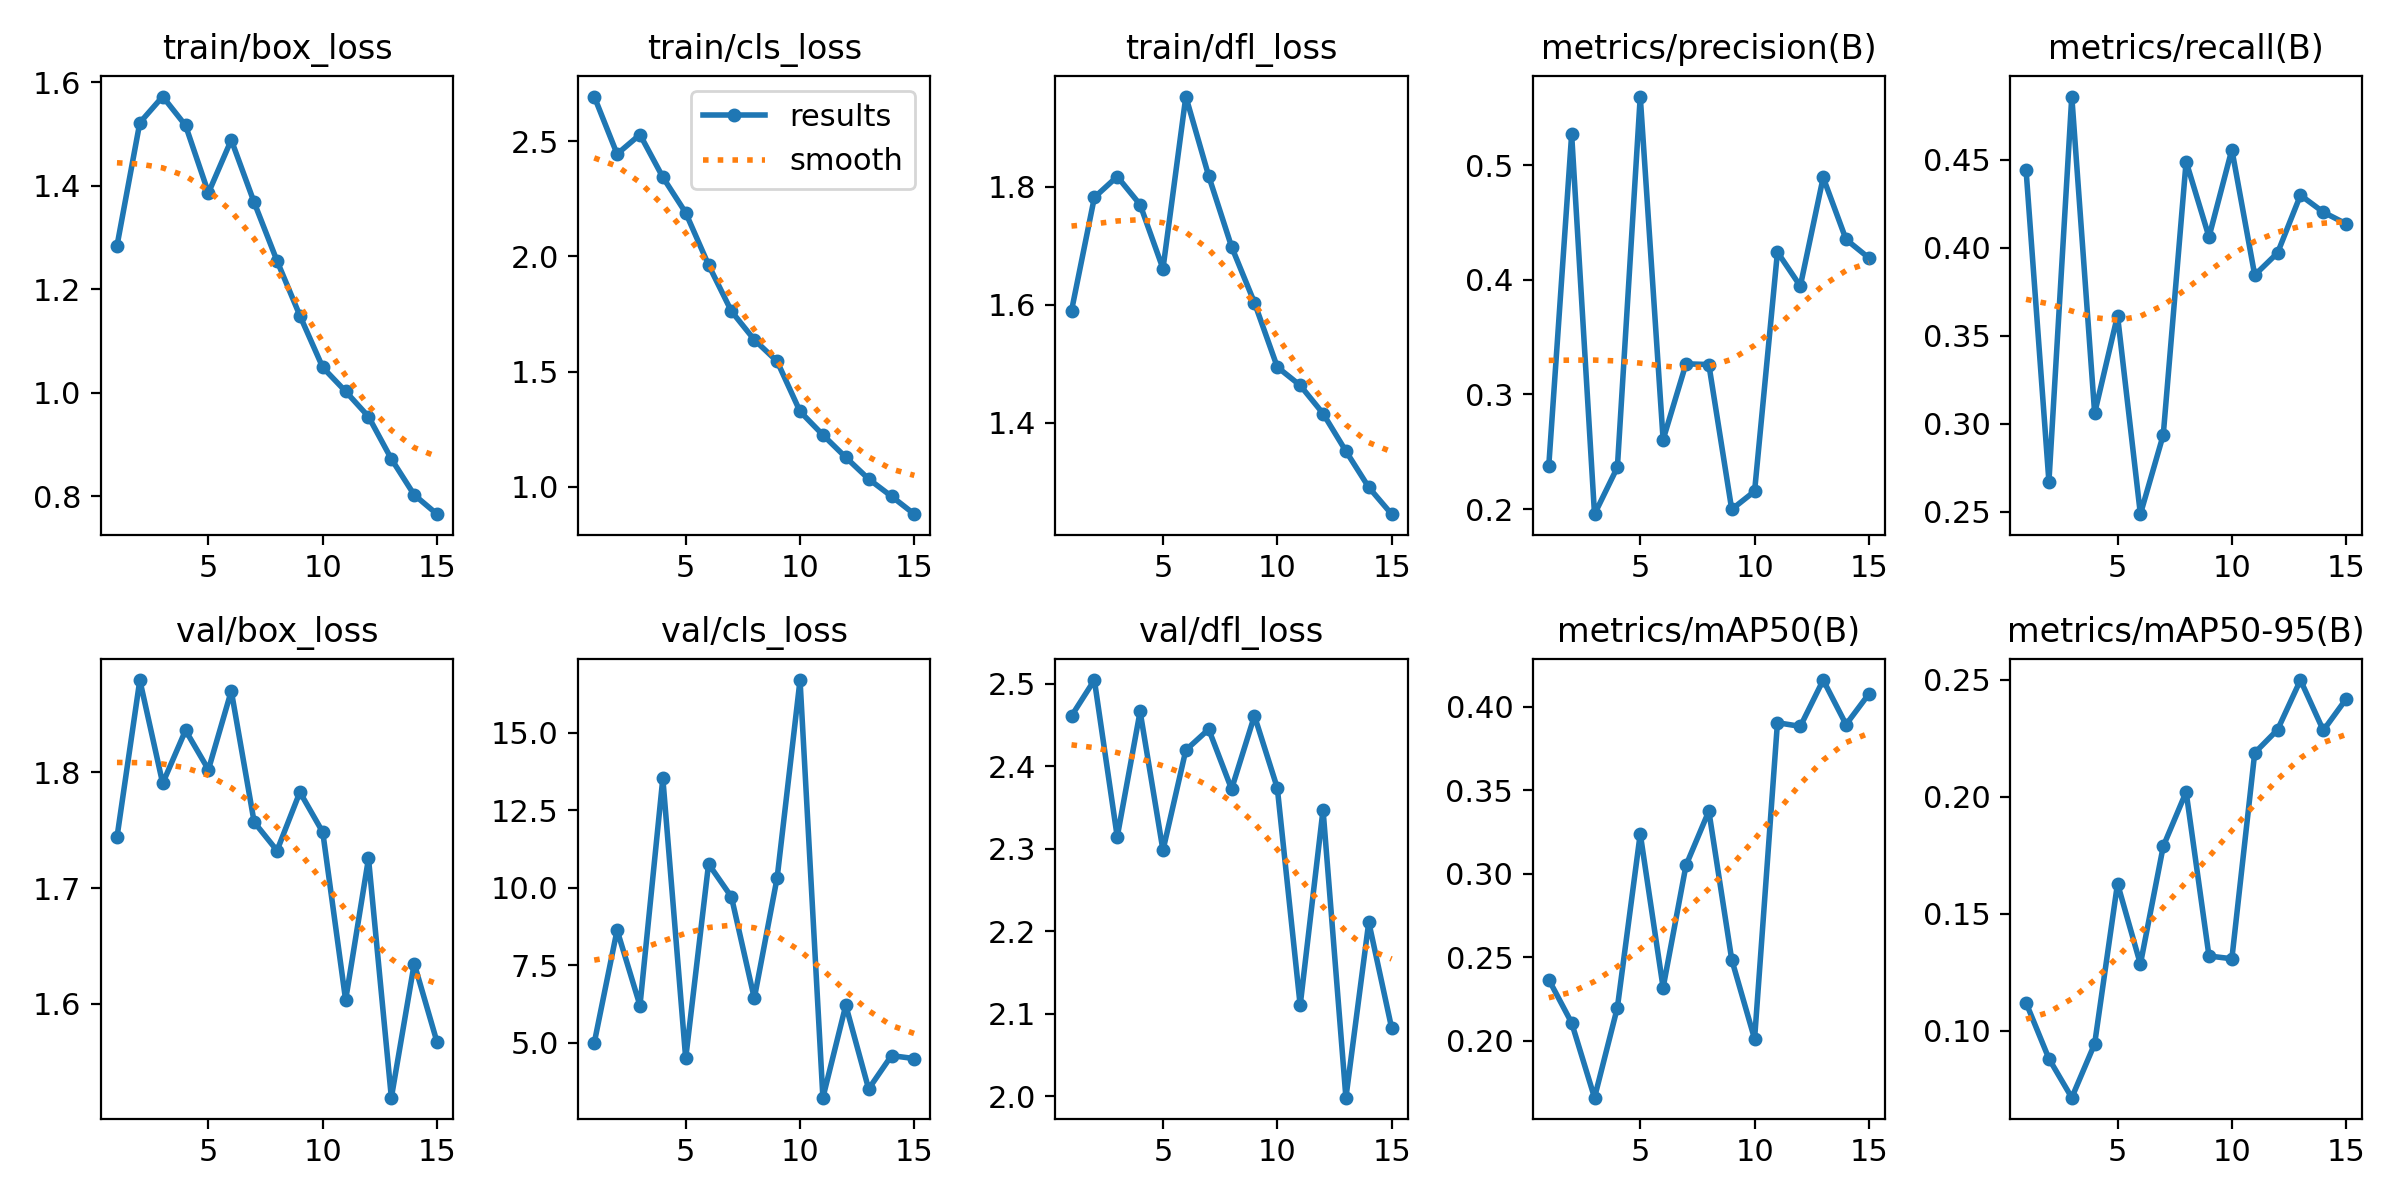 train/box_loss
train/cls_loss
train/dfl_loss
metrics/precision(B)
metrics/recall(B)
1.6
1.4
1.2
1.0
0.8
5 10 15
results
smooth
2.5
2.0
1.5
1.0
5 10 15
1.8
1.6
1.4
5 10 15
0.5
0.4
0.3
0.2
5 10 15
0.45
0.40
0.35
0.30
0.25
5 10 15
val/box_loss
val/cls_loss
val/dfl_loss
metrics/mAP50(B)
metrics/mAP50-95(B)
1.8
1.7
1.6
5 10 15
15.0
12.5
10.0
7.5
5.0
5 10 15
2.5
2.4
2.3
2.2
2.1
2.0
5 10 15
0.40
0.35
0.30
0.25
0.20
5 10 15
0.25
0.20
0.15
0.10
5 10 15